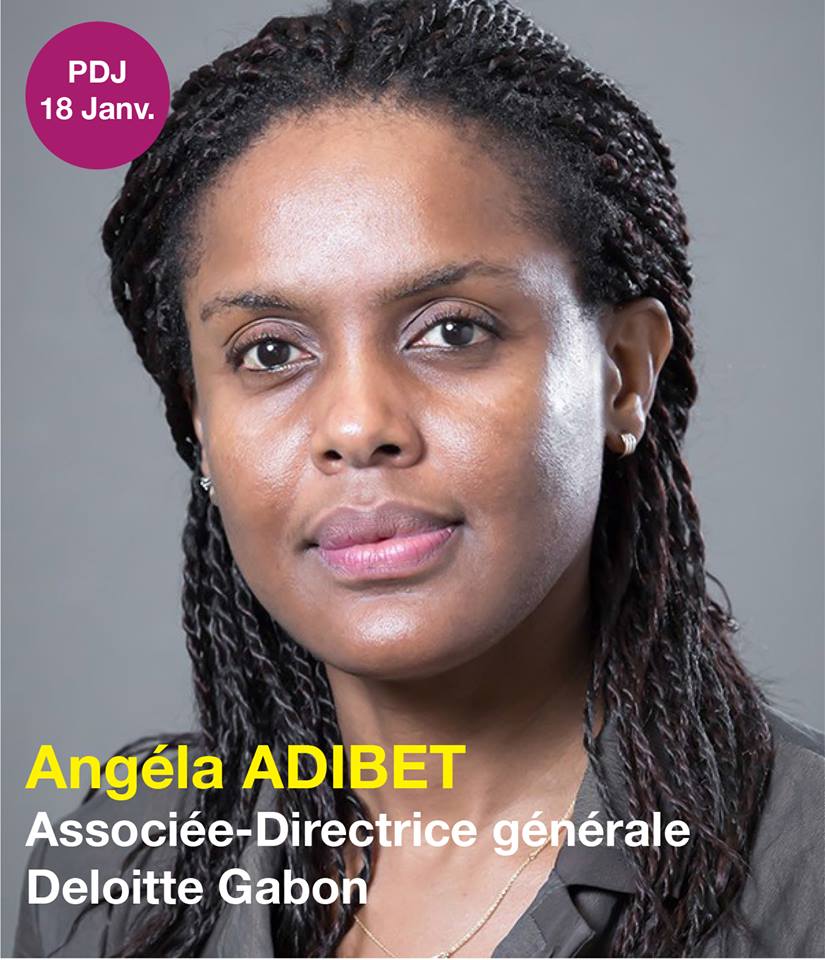 PDJ
18 Janv.
Angéla ADIBET
Associée-Directrice générale
Deloitte Gabon